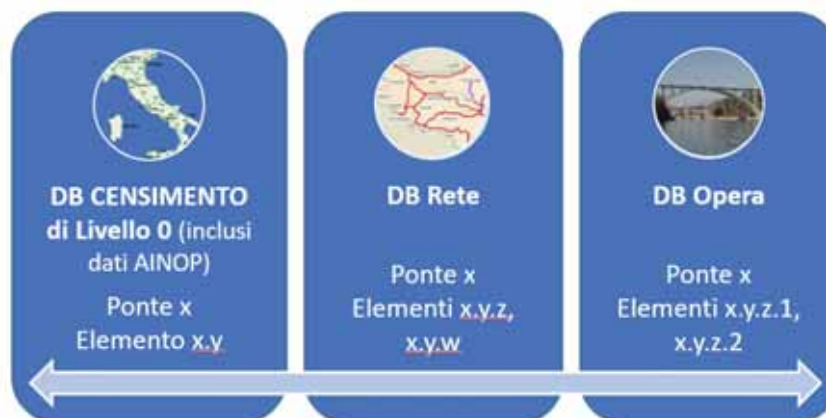 DB CENSIMENTO
di Livello 0 (inclusi
dati AINOP)
Ponte x
Elemento x.y
DB Rete
Ponte x
Elementi x.y.z,
x.y.w
DB Opera
Ponte x
Elementi x.y.z.1,
x.y.z.2